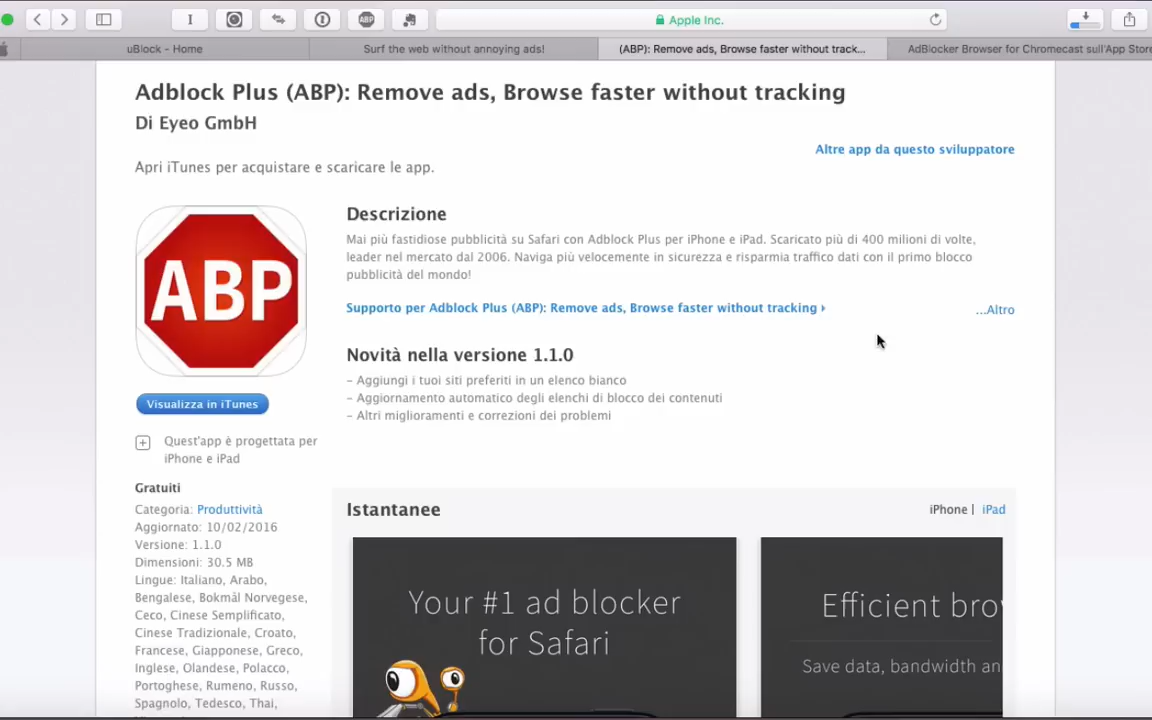 I
ABP
Apple Inc.
uBlock - Home
Surf the web without annoying ads!
(ABP): Remove ads, Browse faster without track...
AdBlocker Browser for Chromecast sull'App Store
Adblock Plus (ABP): Remove ads, Browse faster without tracking
Di Eyeo GmbH
Altre app da questo sviluppatore
Apri iTunes per acquistare e scaricare le app.
ABP
Visualizza in iTunes
Quest'app è progettata per
iPhone e iPad
Gratuiti
Categoria: Produttività
Aggiornato: 10/02/2016
Versione: 1.1.0
Dimensioni: 30.5 MB
Lingue: Italiano, Arabo,
Bengalese, Bokmål Norvegese,
Ceco, Cinese Semplificato,
Cinese Tradizionale, Croato,
Francese, Giapponese, Greco,
Inglese, Olandese, Polacco,
Portoghese, Rumeno, Russo,
Spagnolo, Tedesco, Thai,
Descrizione
Mai più fastidiose pubblicità su Safari con Adblock Plus per iPhone e iPad. Scaricato più di 400 milioni di volte,
leader nel mercato dal 2006. Naviga più velocemente in sicurezza e risparmia traffico dati con il primo blocco
pubblicità del mondo!
Supporto per Adblock Plus (ABP): Remove ads, Browse faster without tracking
...Altro
Novità nella versione 1.1.0
- Aggiungi i tuoi siti preferiti in un elenco bianco
- Aggiornamento automatico degli elenchi di blocco dei contenuti
- Altri miglioramenti e correzioni dei problemi
Istantanee
iPhone | iPad
Your #1 ad blocker
for Safari
Efficient bro
Save data, bandwidth an